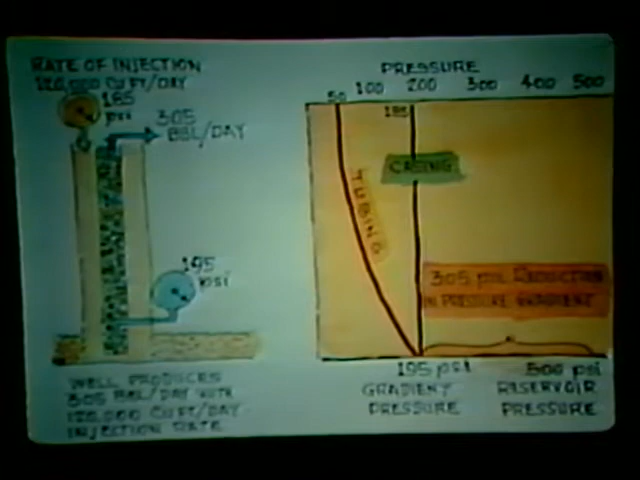 RATE OF INJECTION
120,000 CU FT/DAY
185
psi
305
BBL/DAY
195
psi
WELL PRODUCES
305 BBL/DAY WITH
120,000 CU FT/DAY
INJECTION RATE
PRESSURE
50 100 200 300 400 500
185
CASING
TUBING
305 psi REDUCTION
IN PRESSURE GRADIENT
195 psi
GRADIENT
PRESSURE
500 psi
RESERVOIR
PRESSURE